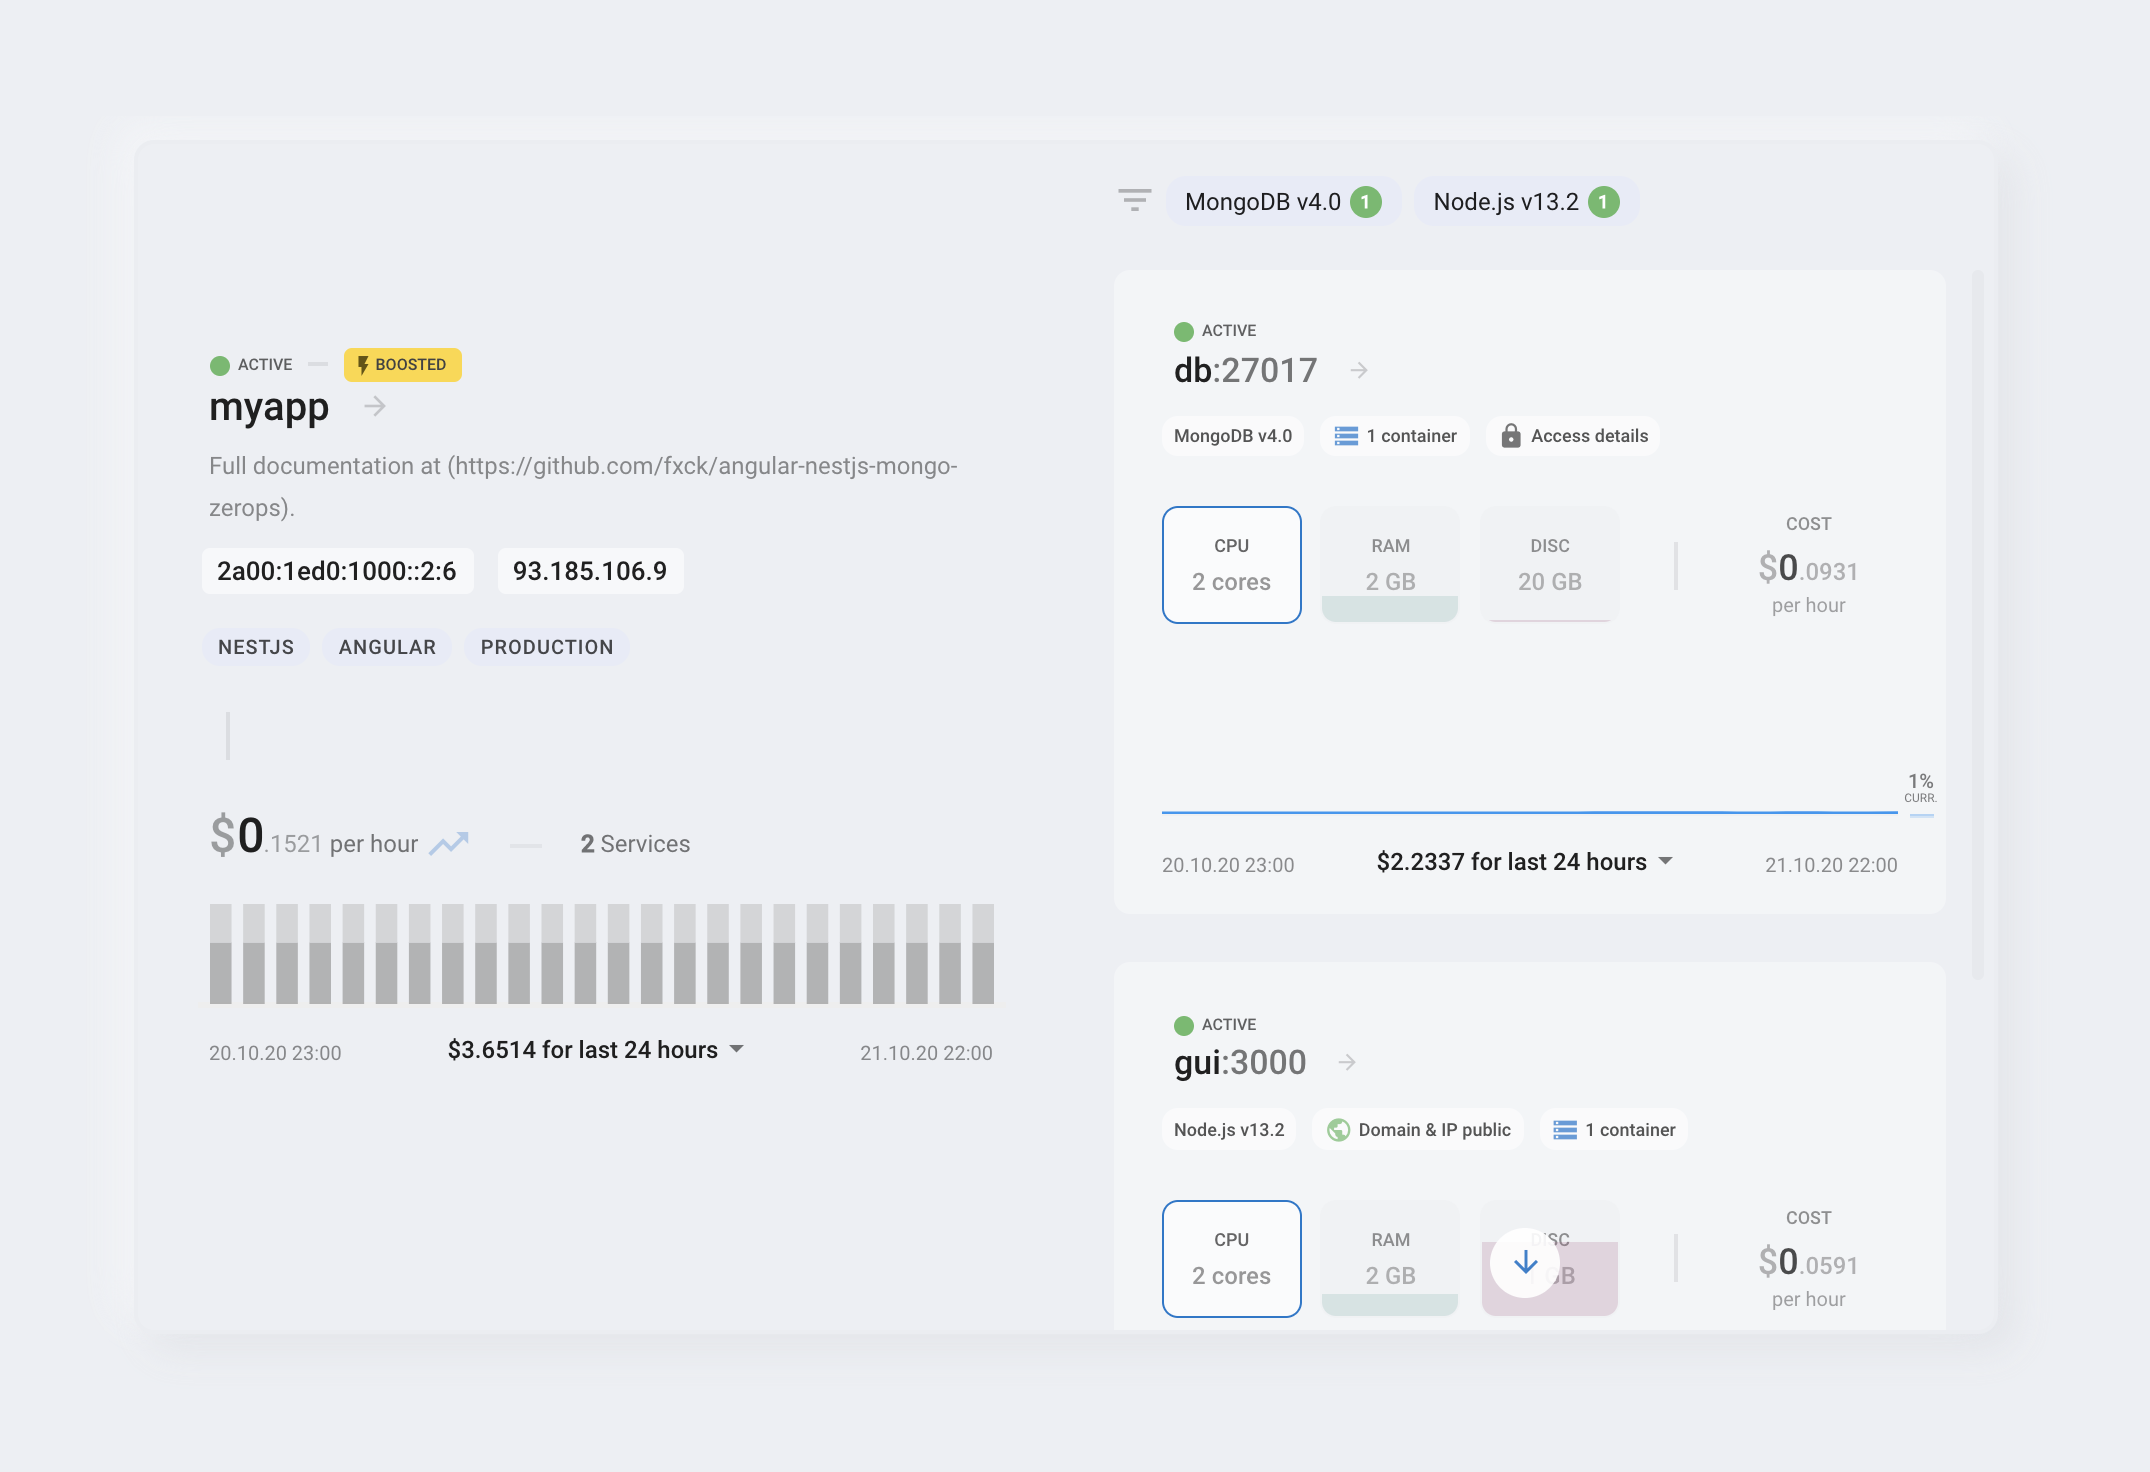 ACTIVE
BOOSTED
myapp
Full documentation at (https://github.com/fxck/angular-nestjs-mongo-
zerops).
2a00:1ed0:1000::2:6 93.185.106.9
NESTJS ANGULAR PRODUCTION
$0.1521 per hour
2 Services
20.10.20 23:00 $3.6514 for last 24 hours 21.10.20 22:00
MongoDB v4.0 1 Node.js v13.2 1
ACTIVE
db:27017
MongoDB v4.0 1 container Access details
CPU
2 cores
RAM
2 GB
DISC
20 GB
COST
$0.0931
per hour
1%
CURR.
20.10.20 23:00 $2.2337 for last 24 hours 21.10.20 22:00
ACTIVE
gui:3000
Node.js v13.2 Domain & IP public 1 container
CPU
2 cores
RAM
2 GB
DISC
GB
COST
$0.0591
per hour